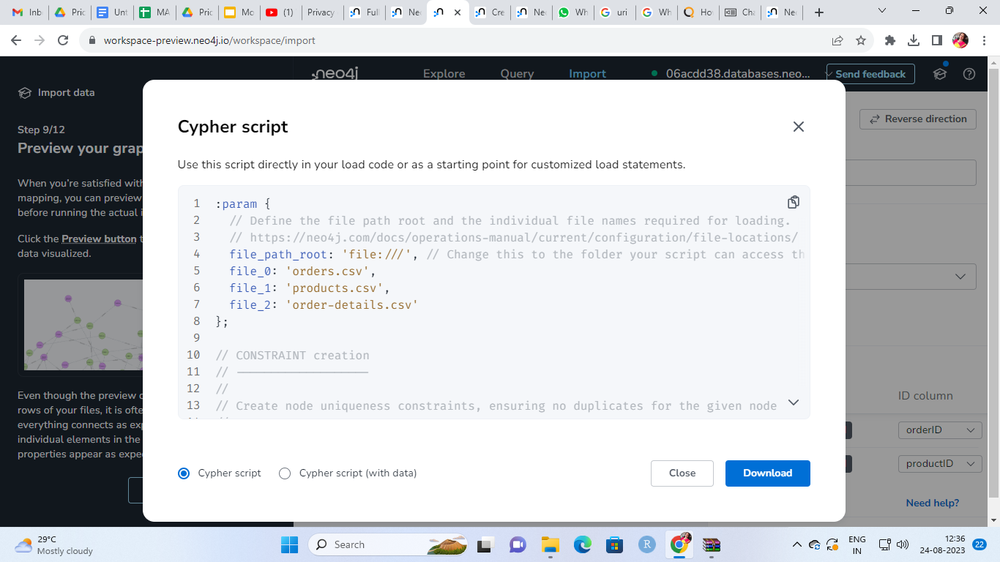 Inb
Pric
Unt
MA
Pric
Mo
(1)
Privacy
Full
Nee
Cre
Nee
Wh
uri
Wh
Hov
Cha
Nee
workspace-preview.neo4j.io/workspace/import
neo4j
Explore
Query
Import
06acdd38.databases.neo...
Send feedback
Import data
Reverse direction
Step 9/12
Preview your grap
When you're satisfied with
mapping, you can preview
before running the actual i
Click the Preview button t
data visualized.
Even though the preview o
rows of your files, it is ofte
everything connects as exp
individual elements in the
properties appear as expe
Cypher script
Use this script directly in your load code or as a starting point for customized load statements.
1 :param {
2 // Define the file path root and the individual file names required for loading.
3 // https://neo4j.com/docs/operations-manual/current/configuration/file-locations/
4 file_path_root: 'file:///', // Change this to the folder your script can access th
5 file_0: 'orders.csv',
6 file_1: 'products.csv',
7 file_2: 'order-details.csv'
8 };
9
10 // CONSTRAINT creation
11 // -------------------
12 //
13 // Create node uniqueness constraints, ensuring no duplicates for the given node
Cypher script
Cypher script (with data)
Close
Download
ID column
orderID
productID
Need help?
29°C
Mostly cloudy
Search
R
ENG
IN
12:36
24-08-2023
22